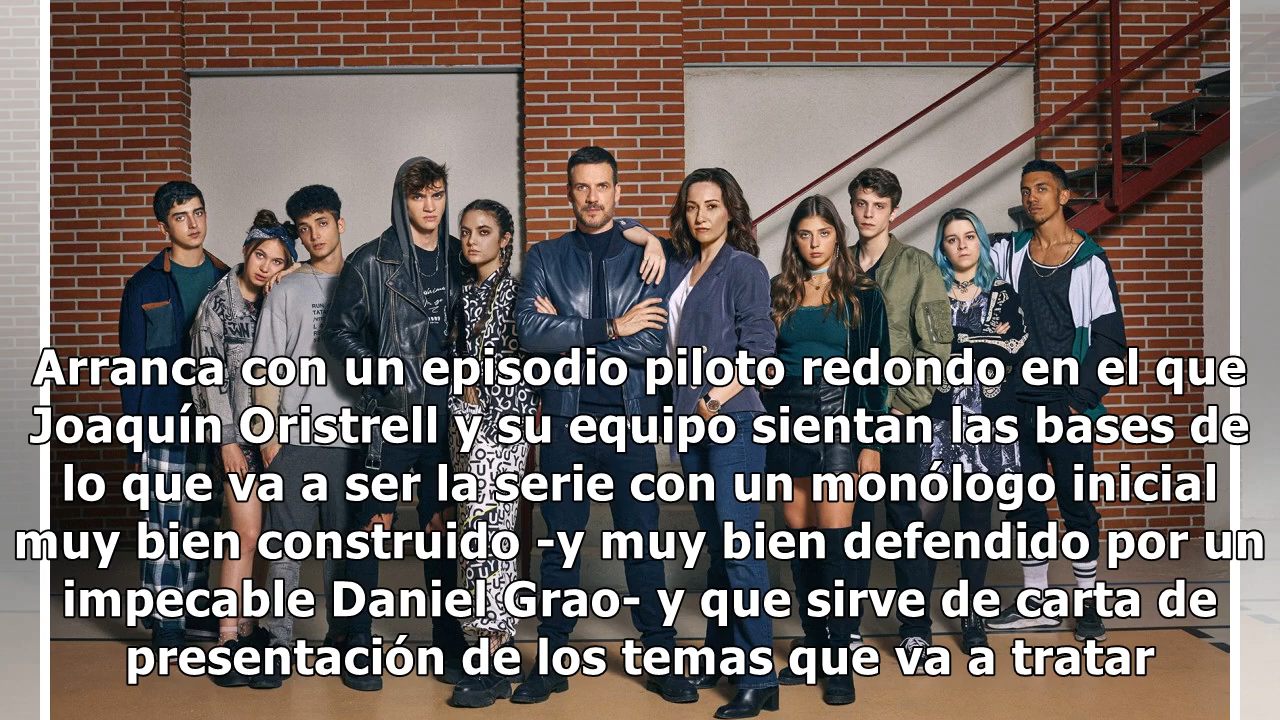 Arranca con un episodio piloto redondo en el que
Joaquín Oristrell y su equipo sientan las bases de
lo que va a ser la serie con un monólogo inicial
muy bien construido -y muy bien defendido por un
impecable Daniel Grao- y que sirve de carta de
presentación de los temas que va a tratar